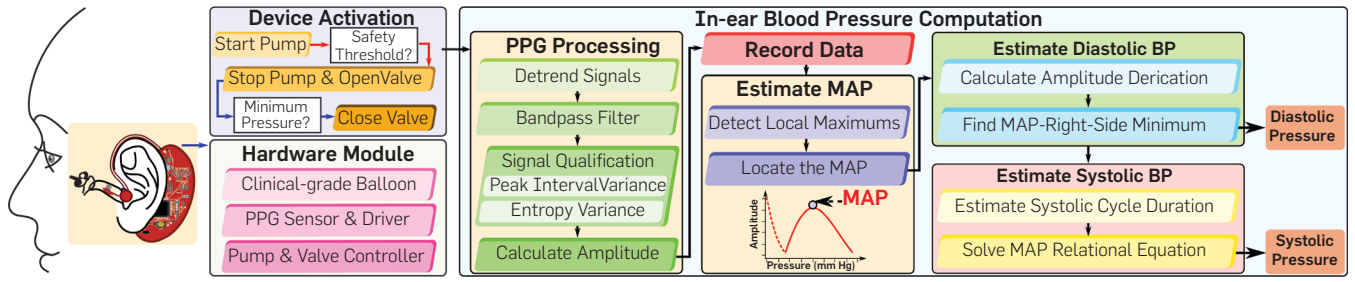 Device Activation
Start Pump
Safety
Threshold?
Stop Pump & OpenValve
Minimum
Pressure?
Close Valve
Hardware Module
Clinical-grade Balloon
PPG Sensor & Driver
Pump & Valve Controller
In-ear Blood Pressure Computation
PPG Processing
Detrend Signals
Bandpass Filter
Signal Qualification
Peak IntervalVariance
Entropy Variance
Calculate Amplitude
Record Data
Estimate MAP
Detect Local Maximums
Locate the MAP
MAP
Amplitude
Pressure (mm Hg)
Estimate Diastolic BP
Calculate Amplitude Derication
Find MAP-Right-Side Minimum
Diastolic
Pressure
Estimate Systolic BP
Estimate Systolic Cycle Duration
Solve MAP Relational Equation
Systolic
Pressure